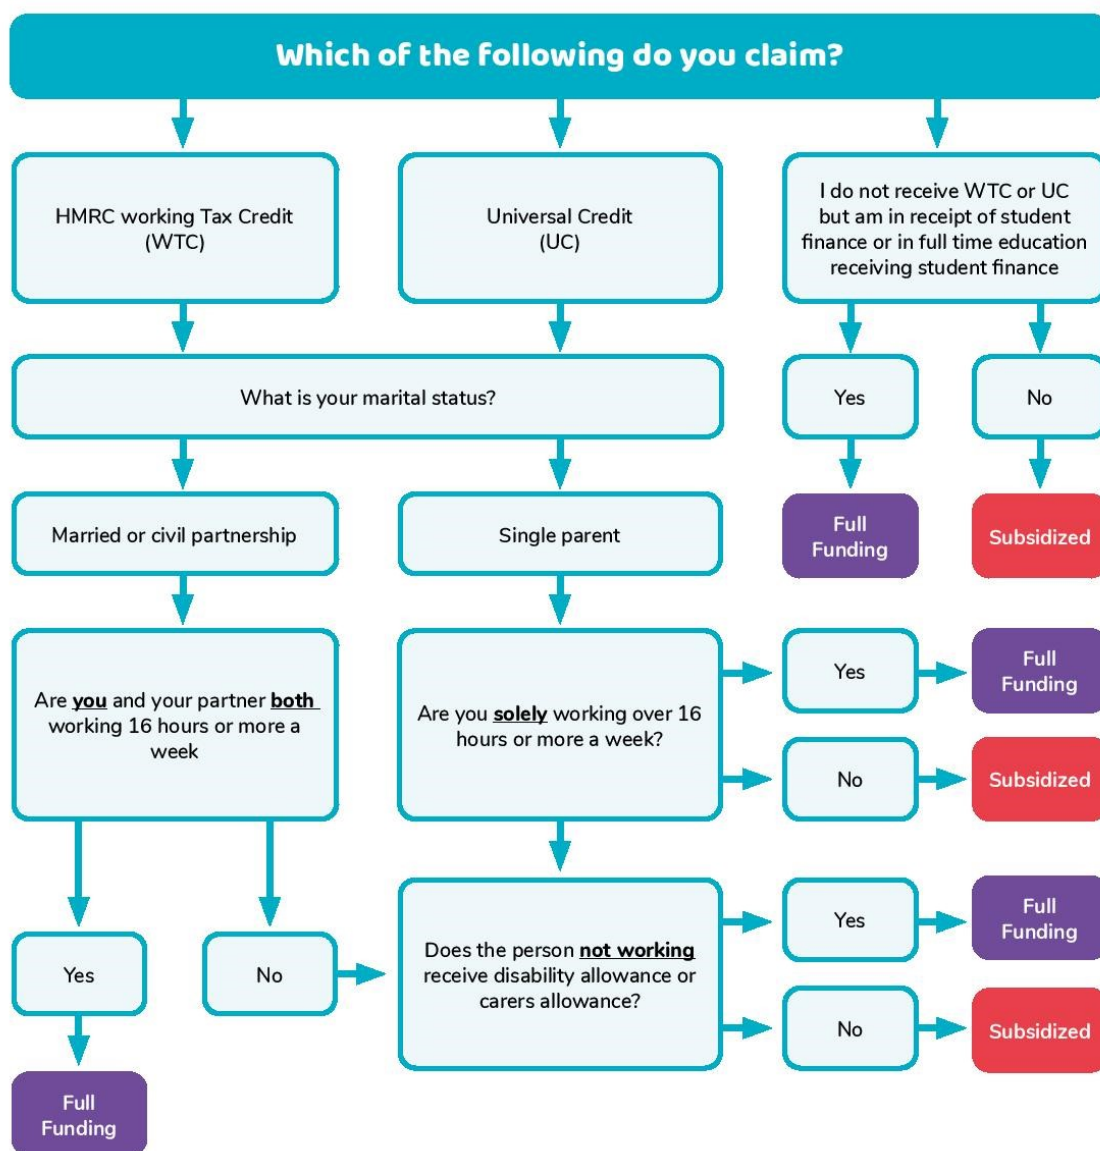 Which of the following do you claim?
HMRC working Tax Credit
(WTC)
Universal Credit
(UC)
I do not receive WTC or UC
but am in receipt of student
finance or in full time education
receiving student finance
What is your marital status?
Yes
No
Married or civil partnership
Single parent
Full
Funding
Subsidized
Are you and your partner both
working 16 hours or more a
week
Are you solely working over 16
hours or more a week?
Yes
Full
Funding
No
Subsidized
Yes
No
Does the person not working
receive disability allowance or
carers allowance?
Yes
Full
Funding
No
Subsidized
Full
Funding